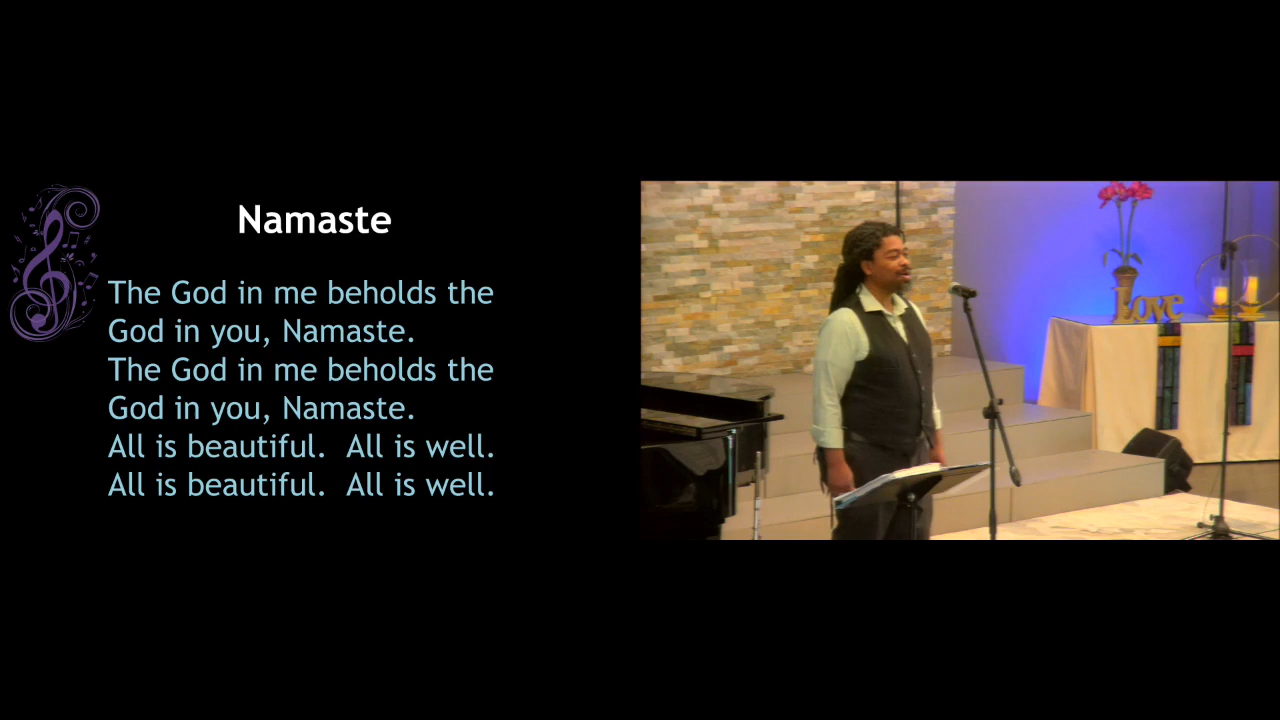 Namaste
The God in me beholds the
God in you, Namaste.
The God in me beholds the
God in you, Namaste.
All is beautiful.  All is well.
All is beautiful.  All is well.
Love